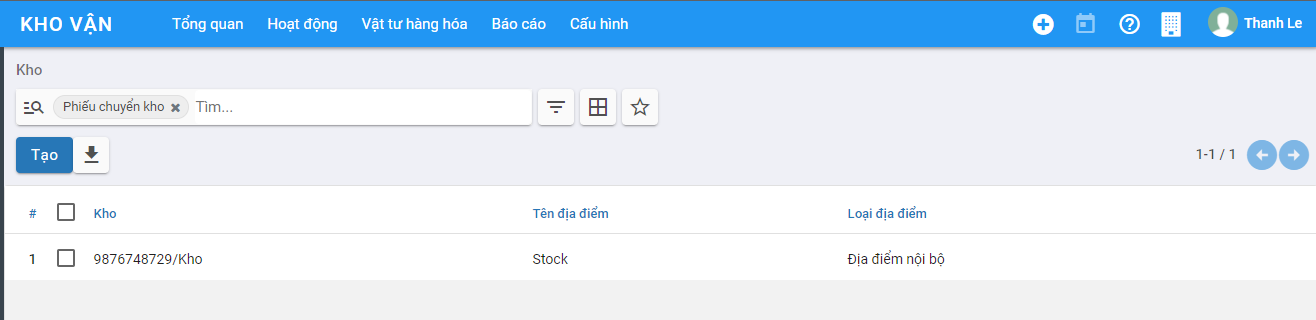 KHO VẬN Tổng quan Hoạt động Vật tư hàng hóa Báo cáo Cấu hình Thanh Le
Kho
Phiếu chuyển kho × Tìm...
Tạo 1-1 / 1
# Kho Tên địa điểm Loại địa điểm
1 9876748729/Kho Stock Địa điểm nội bộ